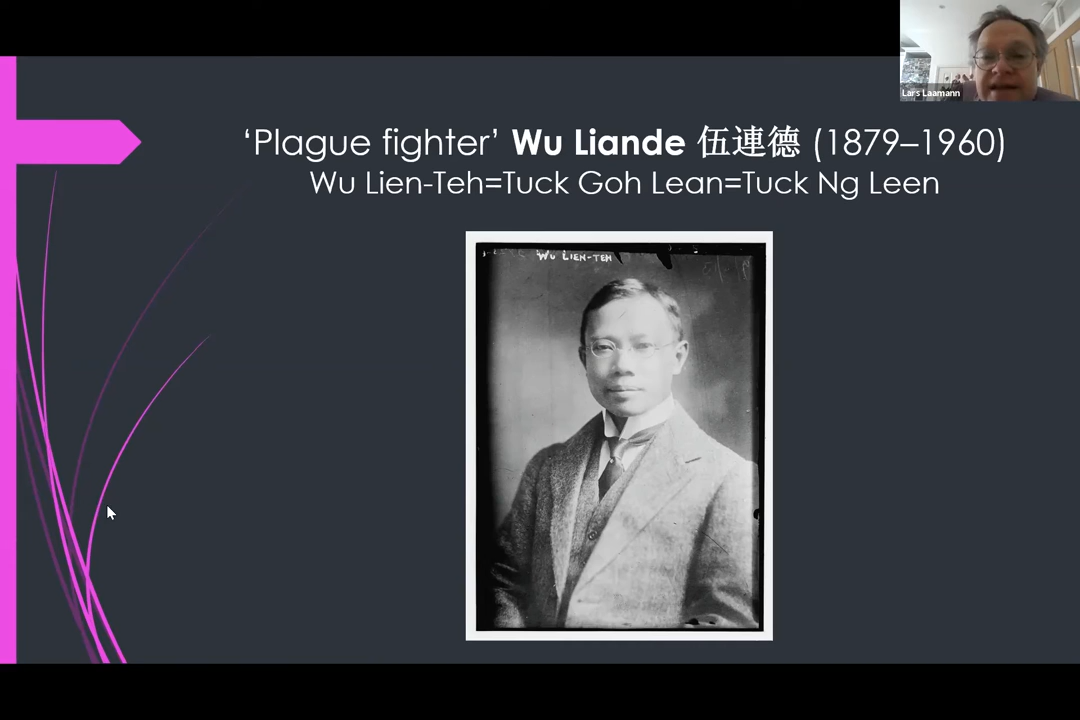 Lars Laamann
‘Plague fighter’ Wu Liande 伍連德 (1879–1960)
Wu Lien-Teh=Tuck Goh Lean=Tuck Ng Leen
WU LIEN-TEH